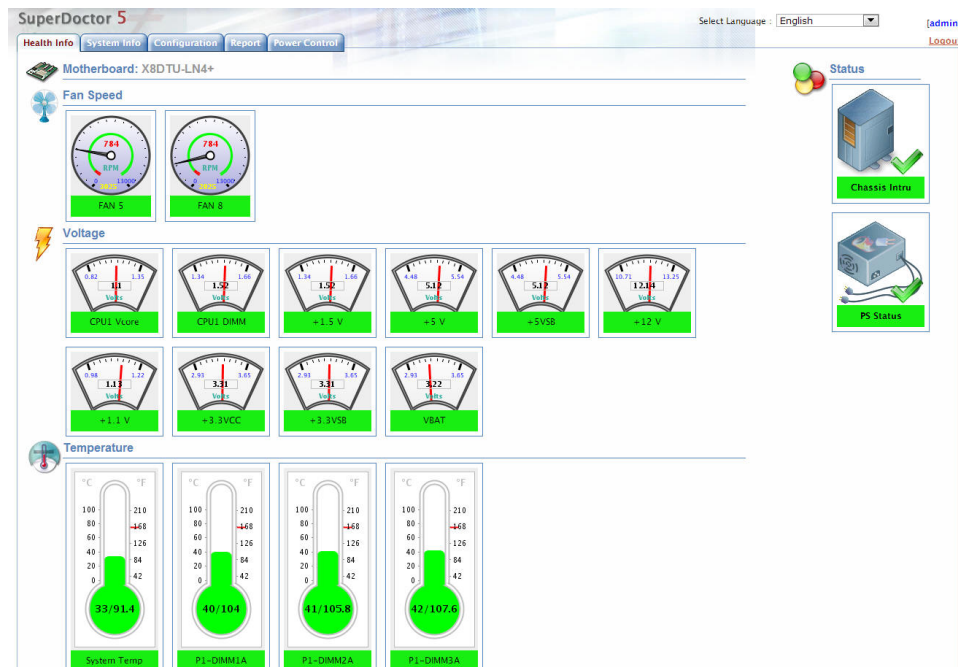 SuperDoctor 5
Select Language : English
[admin
Logou
Health Info System Info Configuration Report Power Control
Motherboard: X8DTU-LN4+
Status
Fan Speed
784 784
RPM RPM
0 13000 0 13000
3025 2025
FAN 5 FAN 8
Chassis Intru
Voltage
0.82 1.35 1.34 1.66 1.34 1.66 4.48 5.54 4.48 5.54 10.71 13.25
1.1 1.52 1.52 5.12 5.12 12.14
Volts Volts Volts Volts Volts Volts
CPU1 Vcore CPU1 DIMM +1.5 V +5 V +5VSB +12 V
PS Status
0.98 1.22 2.93 3.65 2.93 3.65 2.93 3.65
1.13 3.31 3.31 3.22
Volts Volts Volts Volts
+1.1 V +3.3VCC +3.3VSB VBAT
Temperature
°C °F °C °F °C °F °C °F
100 210 100 210 100 210 100 210
80 168 80 168 80 168 80 168
60 126 60 126 60 126 60 126
40 84 40 84 40 84 40 84
20 42 20 42 20 42 20 42
0 0 0 0
33/91.4 40/104 41/105.8 42/107.6
System Temp P1-DIMM1A P1-DIMM2A P1-DIMM3A